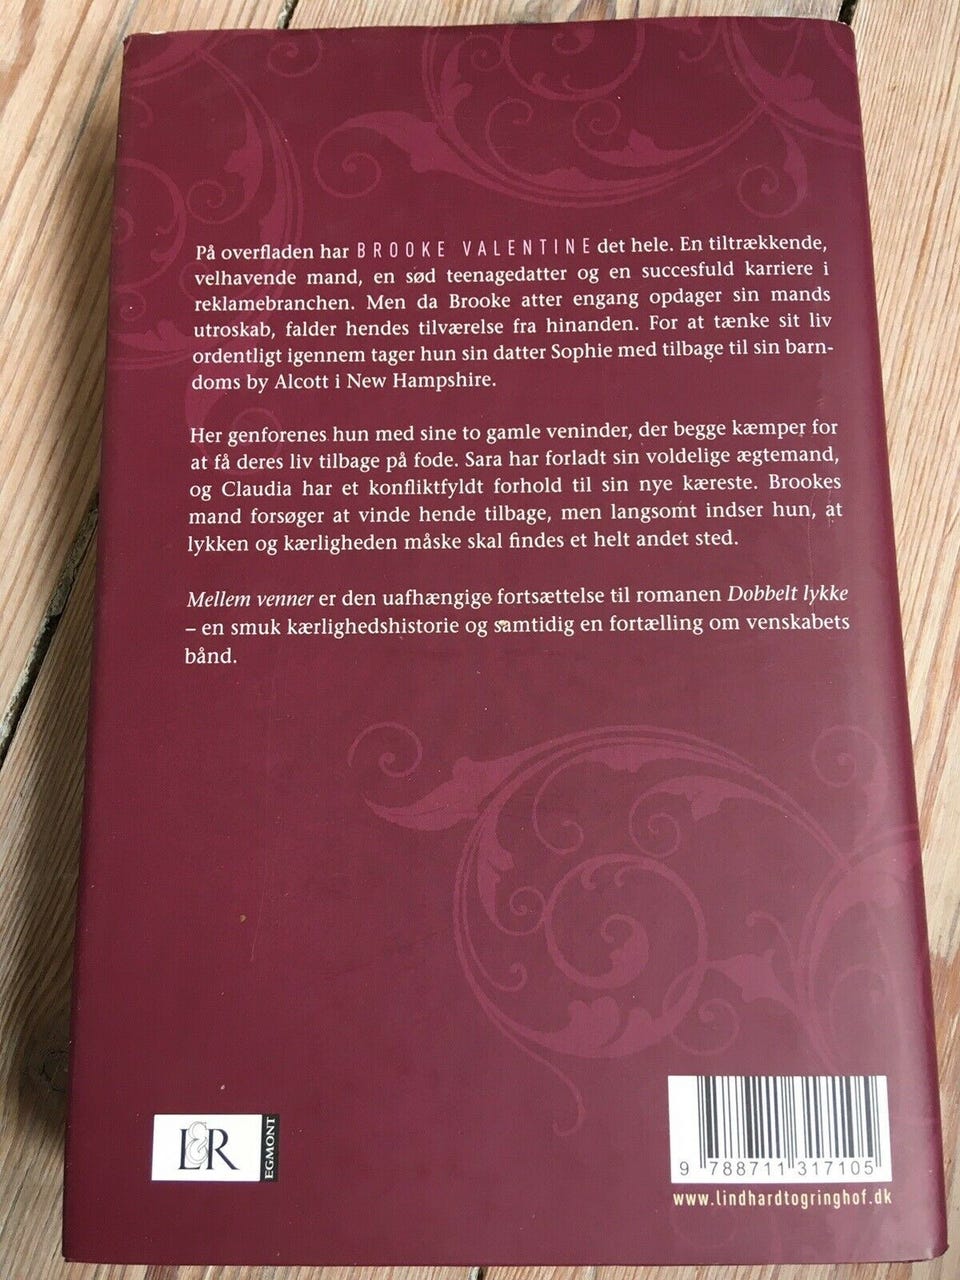 På overfladen har BROOKE VALENTINE det hele. En tiltrækkende,
velhavende mand, en sød teenagedatter og en succesfuld karriere i
reklamebranchen. Men da Brooke atter engang opdager sin mands
utroskab, falder hendes tilværelse fra hinanden. For at tænke sit liv
ordentligt igennem tager hun sin datter Sophie med tilbage til sin barn-
doms by Alcott i New Hampshire.
Her genforenes hun med sine to gamle veninder, der begge kæmper for
at få deres liv tilbage på fode. Sara har forladt sin voldelige ægtemand,
og Claudia har et konfliktfyldt forhold til sin nye kæreste. Brookes
mand forsøger at vinde hende tilbage, men langsomt indser hun, at
lykken og kærligheden måske skal findes et helt andet sted.
Mellem venner er den uafhængige fortsættelse til romanen Dobbelt lykke
– en smuk kærlighedshistorie og samtidig en fortælling om venskabets
bånd.
L&R
EGMONT
9 788711 317105
www.lindhardtogringhof.dk